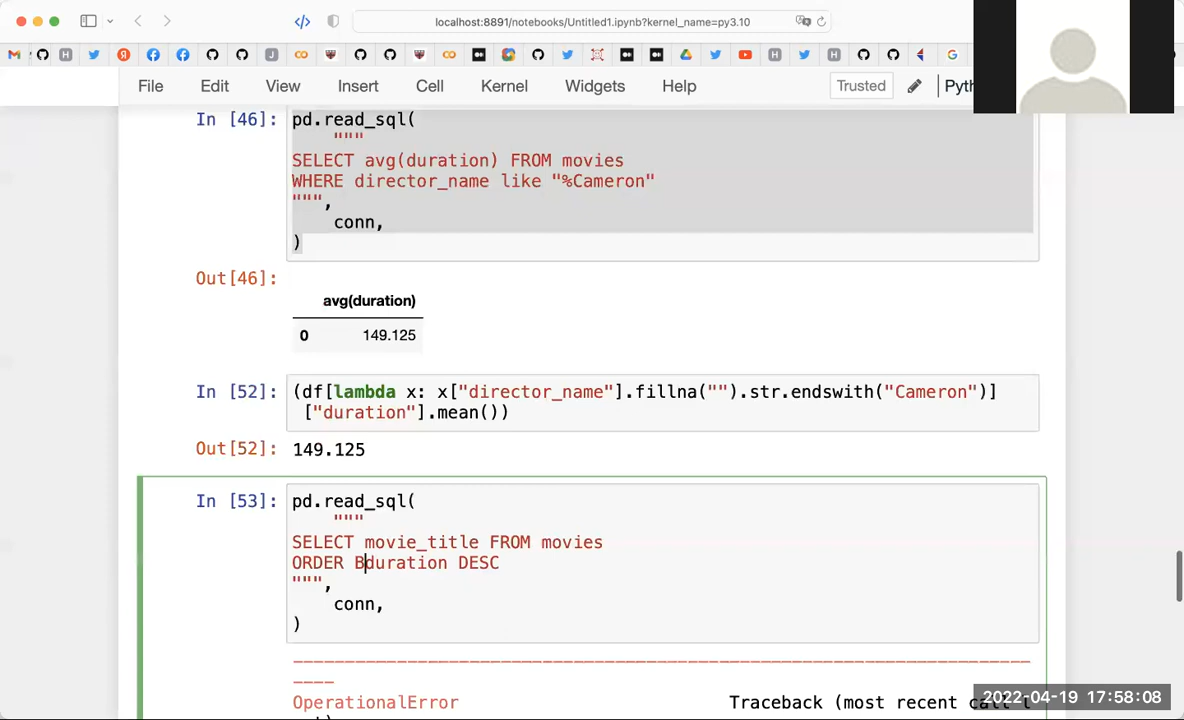 localhost:8891/notebooks/Untitled1.ipynb?kernel_name=py3.10
File Edit View Insert Cell Kernel Widgets Help Trusted Pyth
In [46]: pd.read_sql(
"""
SELECT avg(duration) FROM movies
WHERE director_name like "%Cameron"
""",
conn,
)
Out[46]:
avg(duration)
0 149.125
In [52]: (df[lambda x: x["director_name"].fillna("").str.endswith("Cameron")]
["duration"].mean())
Out[52]: 149.125
In [53]: pd.read_sql(
"""
SELECT movie_title FROM movies
ORDER Bduration DESC
""",
conn,
)
OperationalError Traceback (most recent call l
2022-04-19 17:58:08